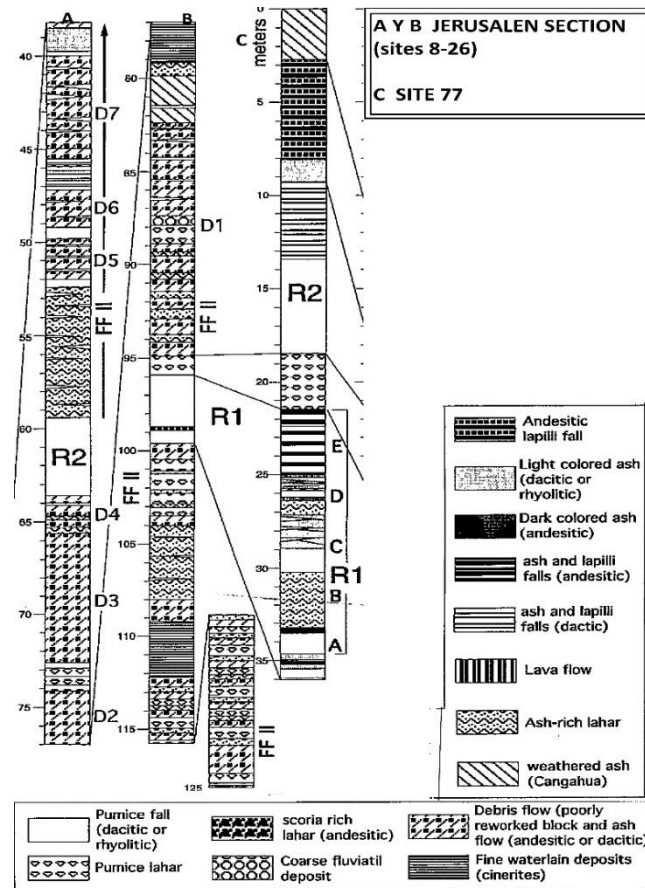 A
B
C
A Y B JERUSALEN SECTION
(sites 8-26)
C SITE 77
0
meters
40
45
50
55
60
65
70
75
D7
D6
D5
FF II
R2
D4
D3
D2
80
85
90
95
100
105
110
115
D1
FF II
R1
FF II
125
FF II
5
10
15
20
25
30
35
R2
E
D
C
R1
B
A
Andesitic
lapilli fall
Light colored ash
(dacitic or
rhyolitic)
Dark colored ash
(andesitic)
ash and lapilli
falls (andesitic)
ash and lapilli
falls (dactic)
Lava flow
Ash-rich lahar
weathered ash
(Cangahua)
Pumice fall
(dacitic or
rhyolitic)
scoria rich
lahar (andesitic)
Debris flow (poorly
reworked block and ash
flow (andesitic or dacitic)
Pumice lahar
Coarse fluviatil
deposit
Fine waterlain deposits
(cinerites)